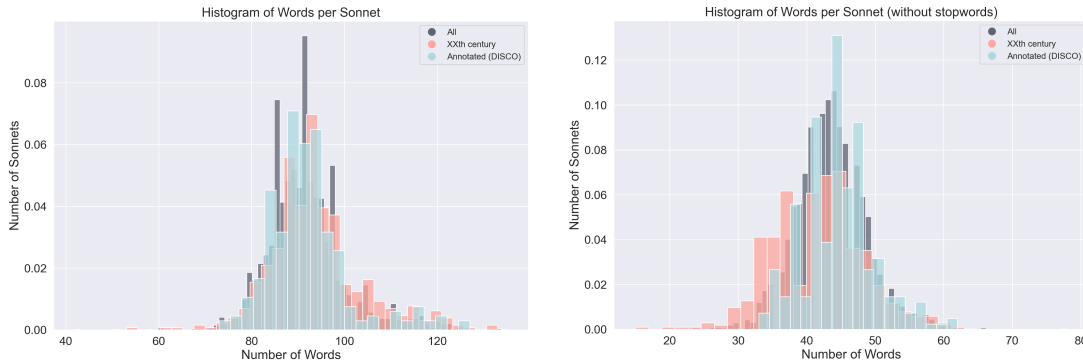 Histogram of Words per Sonnet
All
XXth century
Annotated (DISCO)
Number of Sonnets
0.08
0.06
0.04
0.02
0.00
40
60
80
100
120
Number of Words
Histogram of Words per Sonnet (without stopwords)
All
XXth century
Annotated (DISCO)
Number of Sonnets
0.12
0.10
0.08
0.06
0.04
0.02
0.00
20
30
40
50
60
70
80
Number of Words